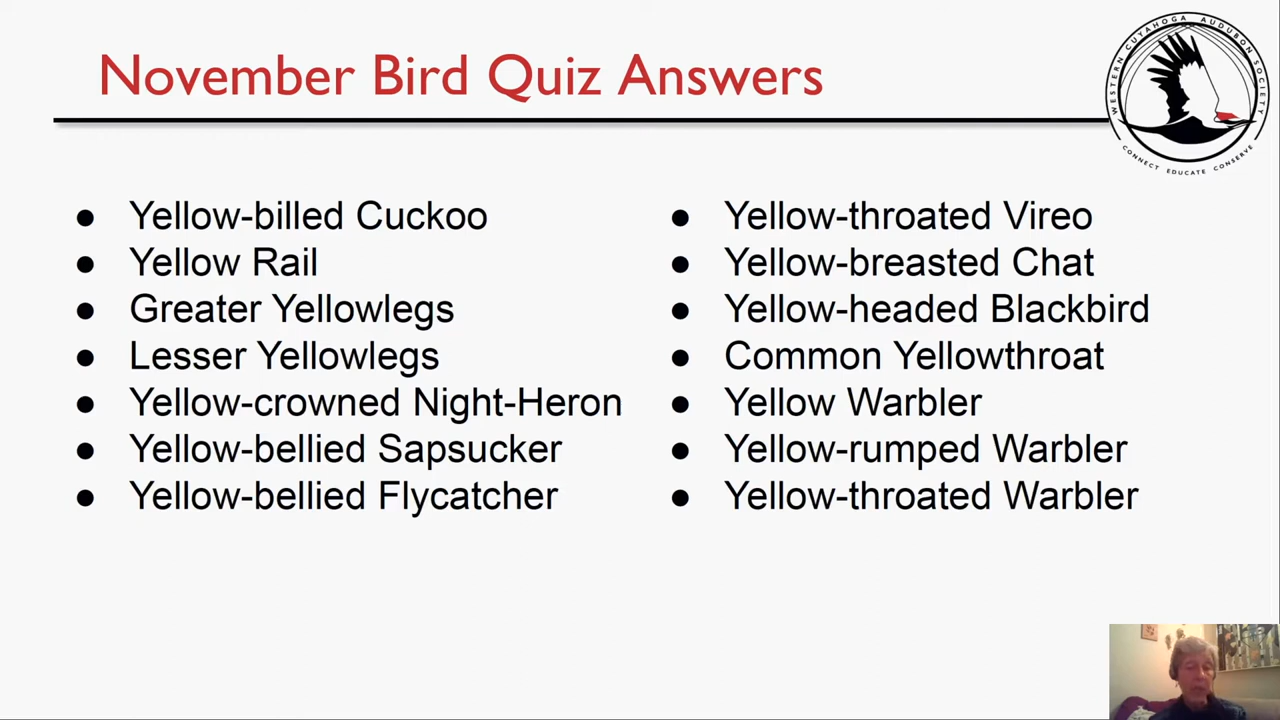 November Bird Quiz Answers
WESTERN CUYAHOGA AUDUBON SOCIETY
CONNECT EDUCATE CONSERVE
● Yellow-billed Cuckoo
● Yellow Rail
● Greater Yellowlegs
● Lesser Yellowlegs
● Yellow-crowned Night-Heron
● Yellow-bellied Sapsucker
● Yellow-bellied Flycatcher
● Yellow-throated Vireo
● Yellow-breasted Chat
● Yellow-headed Blackbird
● Common Yellowthroat
● Yellow Warbler
● Yellow-rumped Warbler
● Yellow-throated Warbler